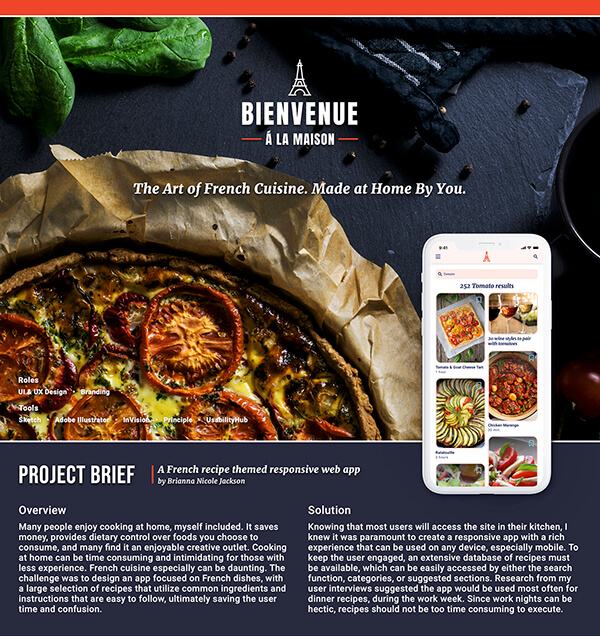 BIENVENUE
Á LA MAISON
The Art of French Cuisine. Made at Home By You.
9:41
Tomato
252 Tomato results
Tomato & Goat Cheese Tart
1 hour
10 wine styles to pair
with tomatoes
Ratatouille
2 hours
Chicken Marengo
30 min
Roles
UI & UX Design • Branding
Tools
Sketch • Adobe Illustrator • InVision • Principle • UsabilityHub
PROJECT BRIEF
A French recipe themed responsive web app
by Brianna Nicole Jackson
Overview
Many people enjoy cooking at home, myself included. It saves
money, provides dietary control over foods you choose to
consume, and many find it an enjoyable creative outlet. Cooking
at home can be time consuming and intimidating for those with
less experience. French cuisine especially can be daunting. The
challenge was to design an app focused on French dishes, with
a large selection of recipes that utilize common ingredients and
instructions that are easy to follow, ultimately saving the user
time and confusion.
Solution
Knowing that most users will access the site in their kitchen, I
knew it was paramount to create a responsive app with a rich
experience that can be used on any device, especially mobile. To
keep the user engaged, an extensive database of recipes must
be available, which can be easily accessed by either the search
function, categories, or suggested sections. Research from my
user interviews suggested the app would be used most often for
dinner recipes, during the work week. Since work nights can be
hectic, recipes should not be too time consuming to execute.